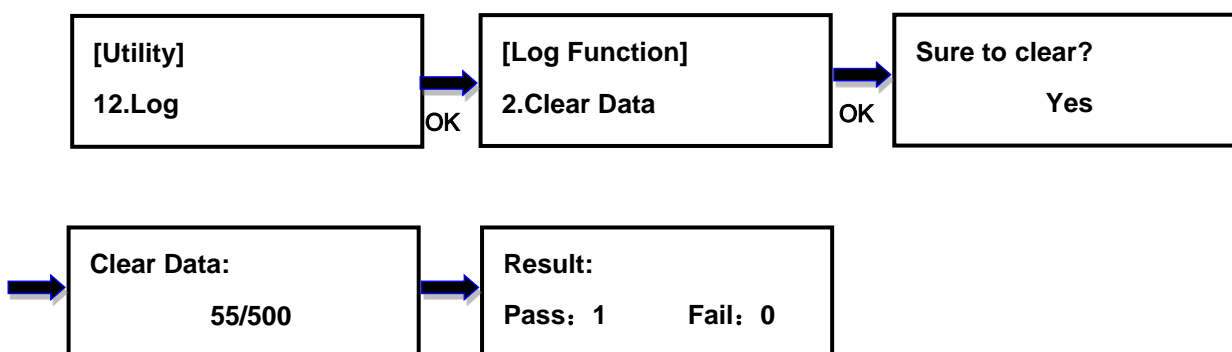 [Utility]
12.Log
OK
[Log Function]
2.Clear Data
OK
Sure to clear?
Yes
Clear Data:
55/500
Result:
Pass：1 Fail：0